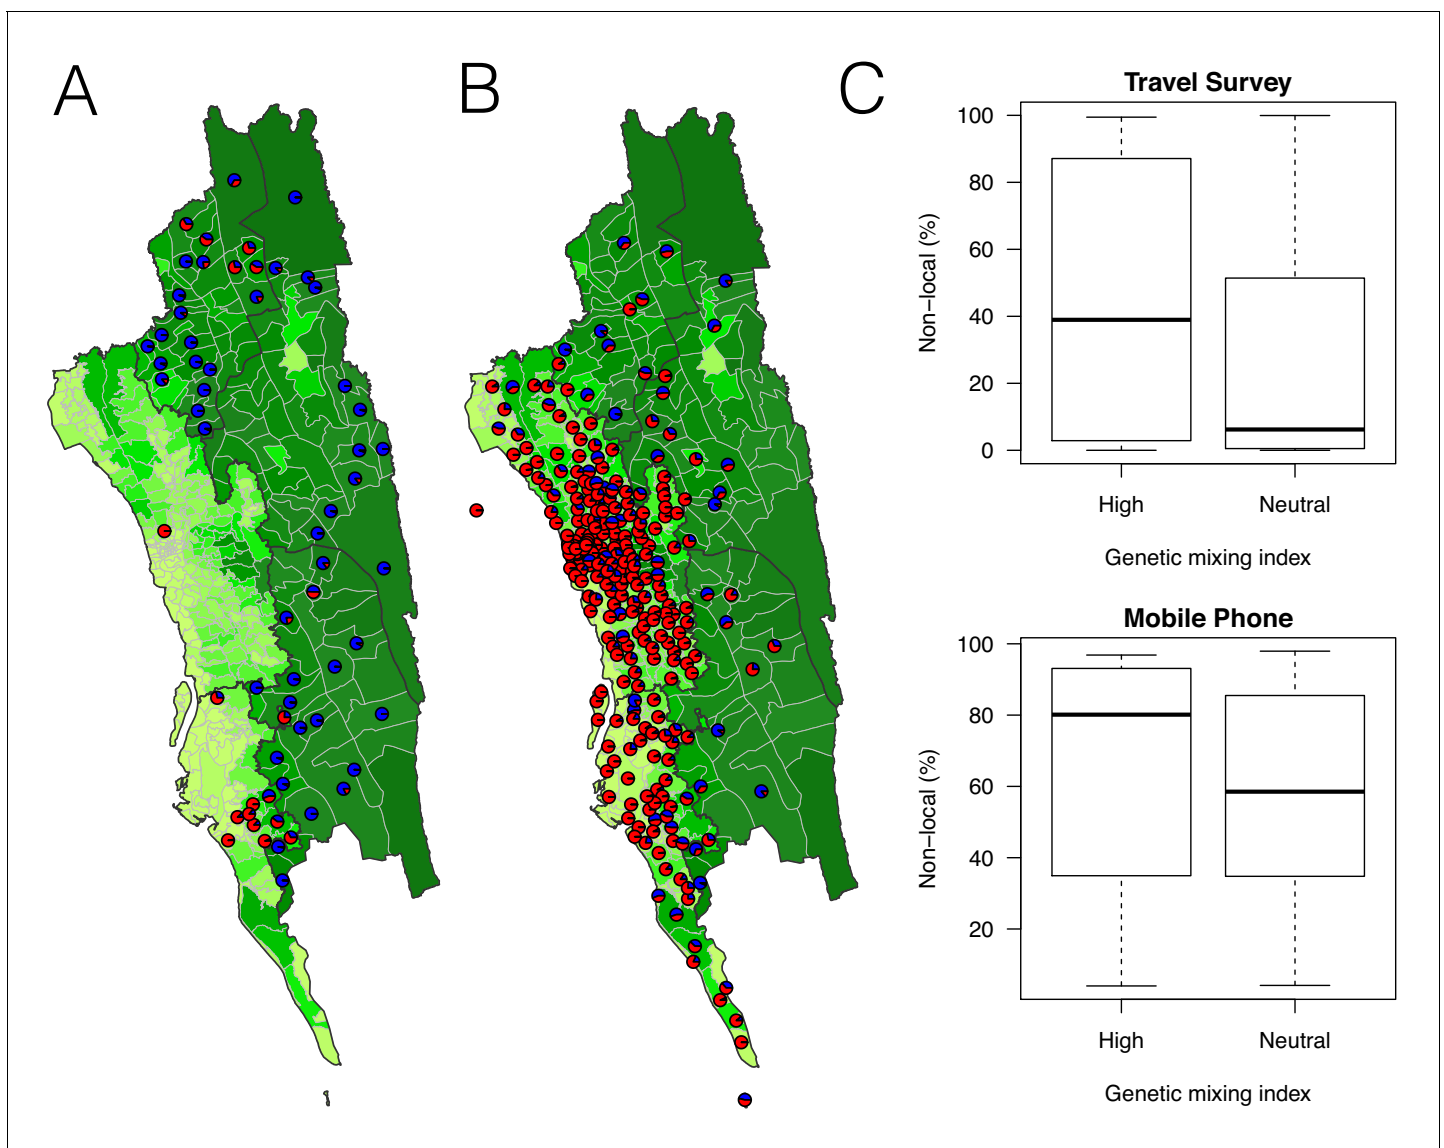 A
B
C
Travel Survey
100
80
60
40
20
0
Non−local (%)
High
Neutral
Genetic mixing index
Mobile Phone
100
80
60
40
20
Non−local (%)
High
Neutral
Genetic mixing index